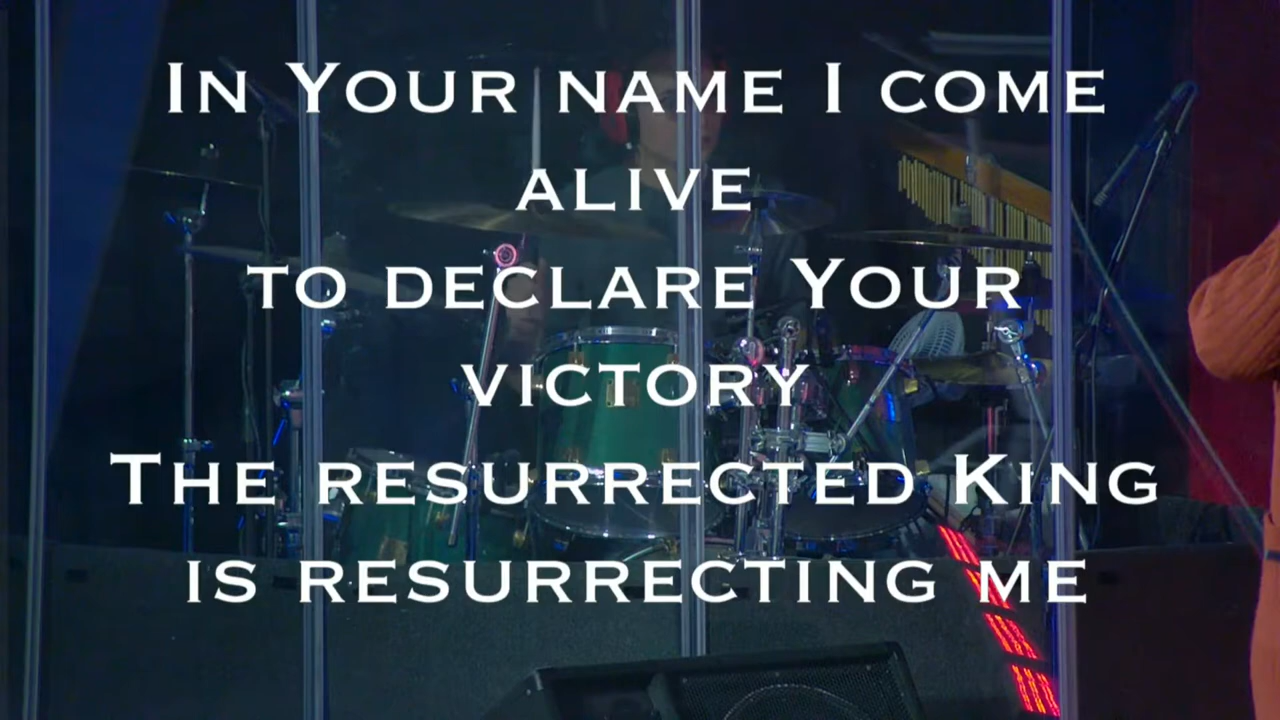 In Your name I come
alive
to declare Your
victory
The resurrected King
is resurrecting me